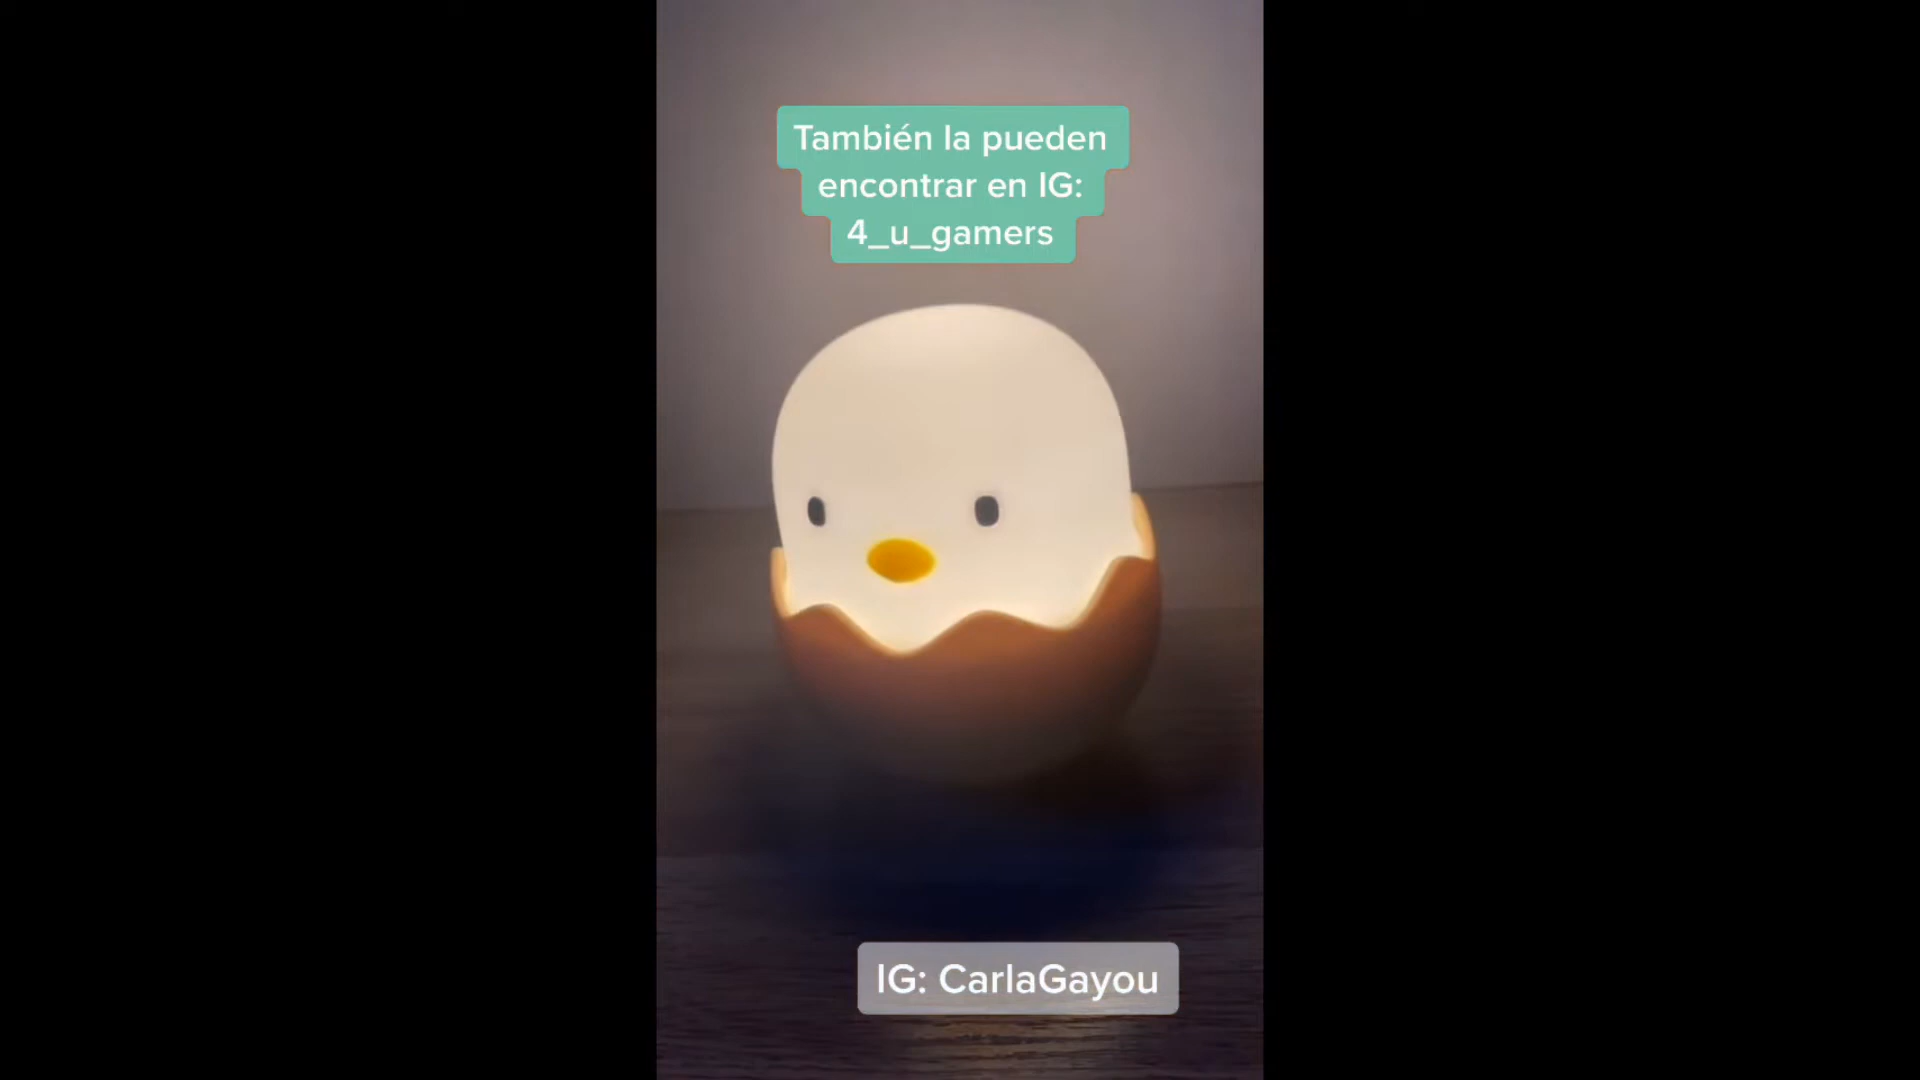 También la pueden
encontrar en IG:
4_u_gamers
IG: CarlaGayou